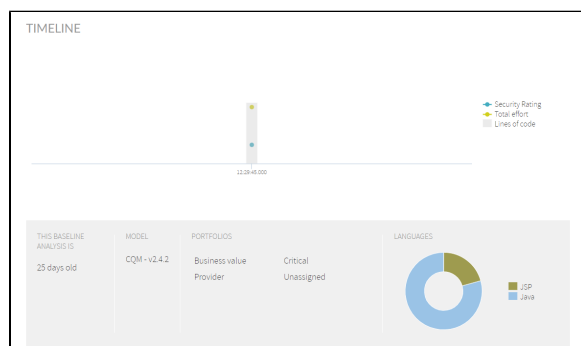 TIMELINE
Security Rating
Total effort
Lines of code
11:29:45.000
THIS BASELINE
ANALYSIS IS
25 days old
MODEL
CQM - v2.4.2
PORTFOLIOS
Business value Critical
Provider Unassigned
LANGUAGES
JSP
Java